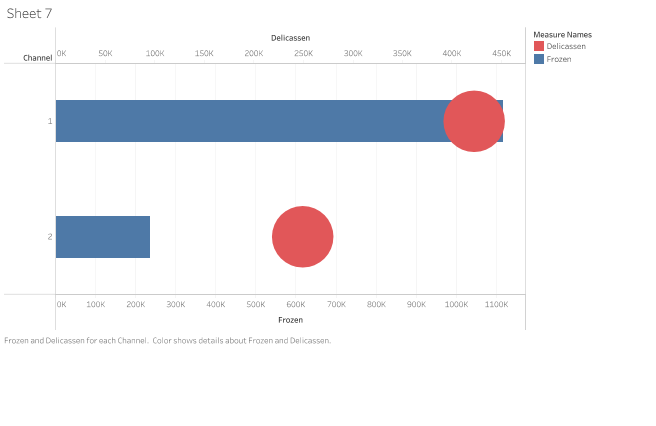 Sheet 7
Delicassen
0K 50K 100K 150K 200K 250K 300K 350K 400K 450K
Channel
1
2
0K 100K 200K 300K 400K 500K 600K 700K 800K 900K 1000K 1100K
Frozen
Measure Names
Delicassen
Frozen
Frozen and Delicassen for each Channel. Color shows details about Frozen and Delicassen.